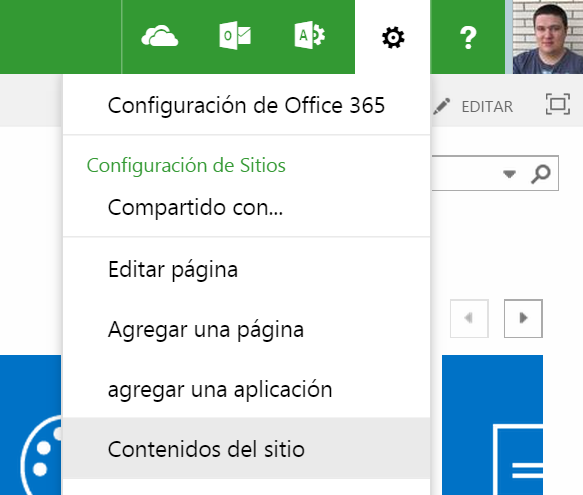 Configuración de Office 365
EDITAR
Configuración de Sitios
Compartido con...
Editar página
Agregar una página
agregar una aplicación
Contenidos del sitio